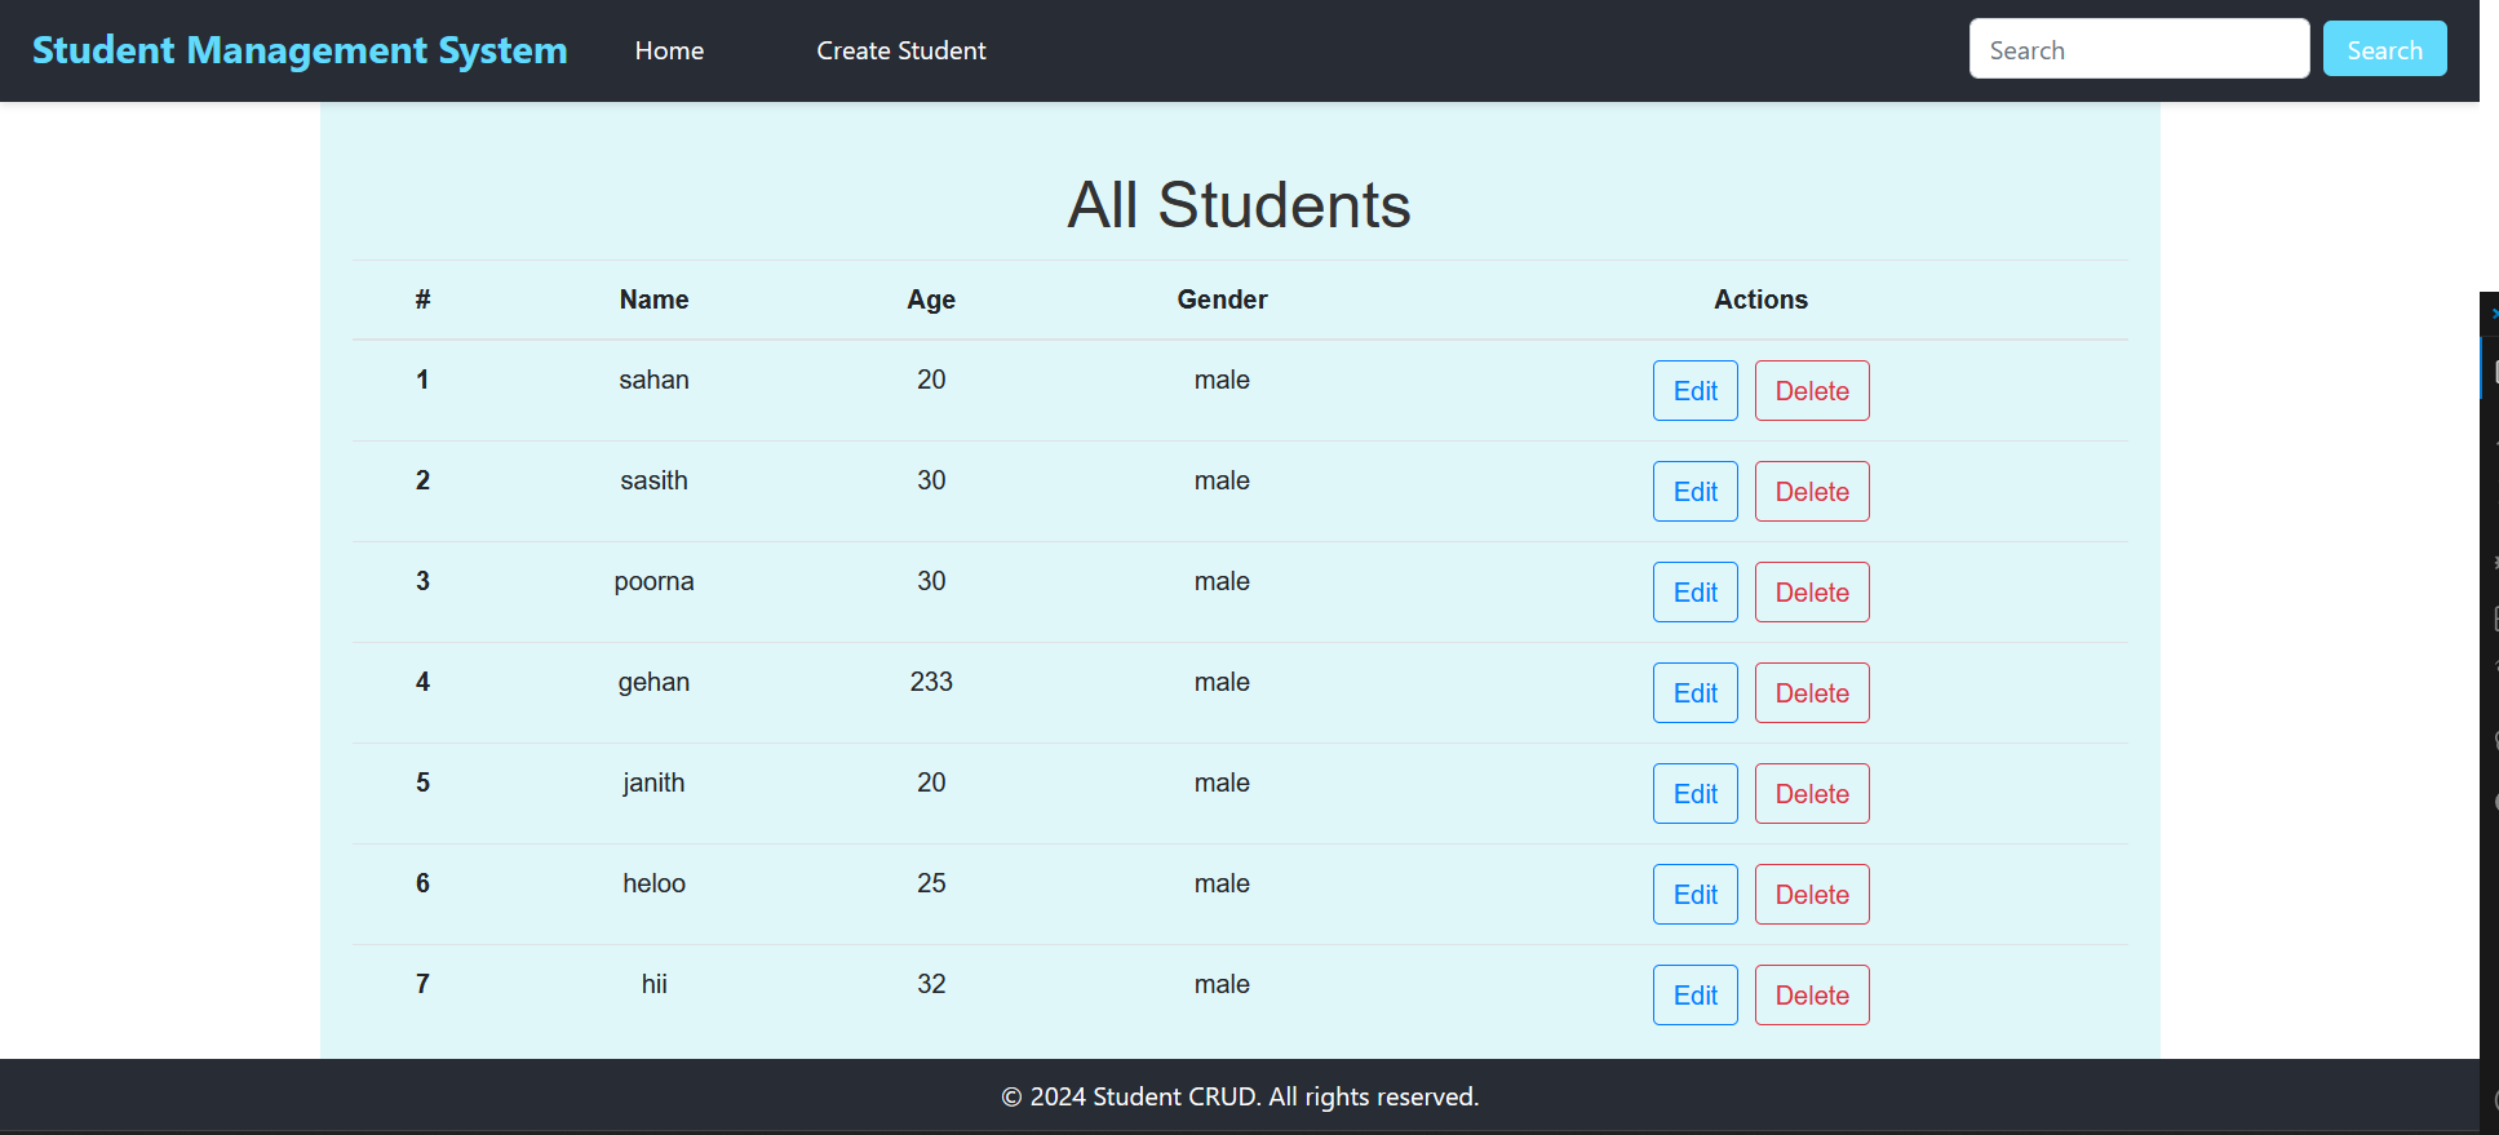 Student Management System Home Create Student Search Search
All Students
# Name Age Gender Actions
1 sahan 20 male Edit Delete
2 sasith 30 male Edit Delete
3 poorna 30 male Edit Delete
4 gehan 233 male Edit Delete
5 janith 20 male Edit Delete
6 heloo 25 male Edit Delete
7 hii 32 male Edit Delete
© 2024 Student CRUD. All rights reserved.